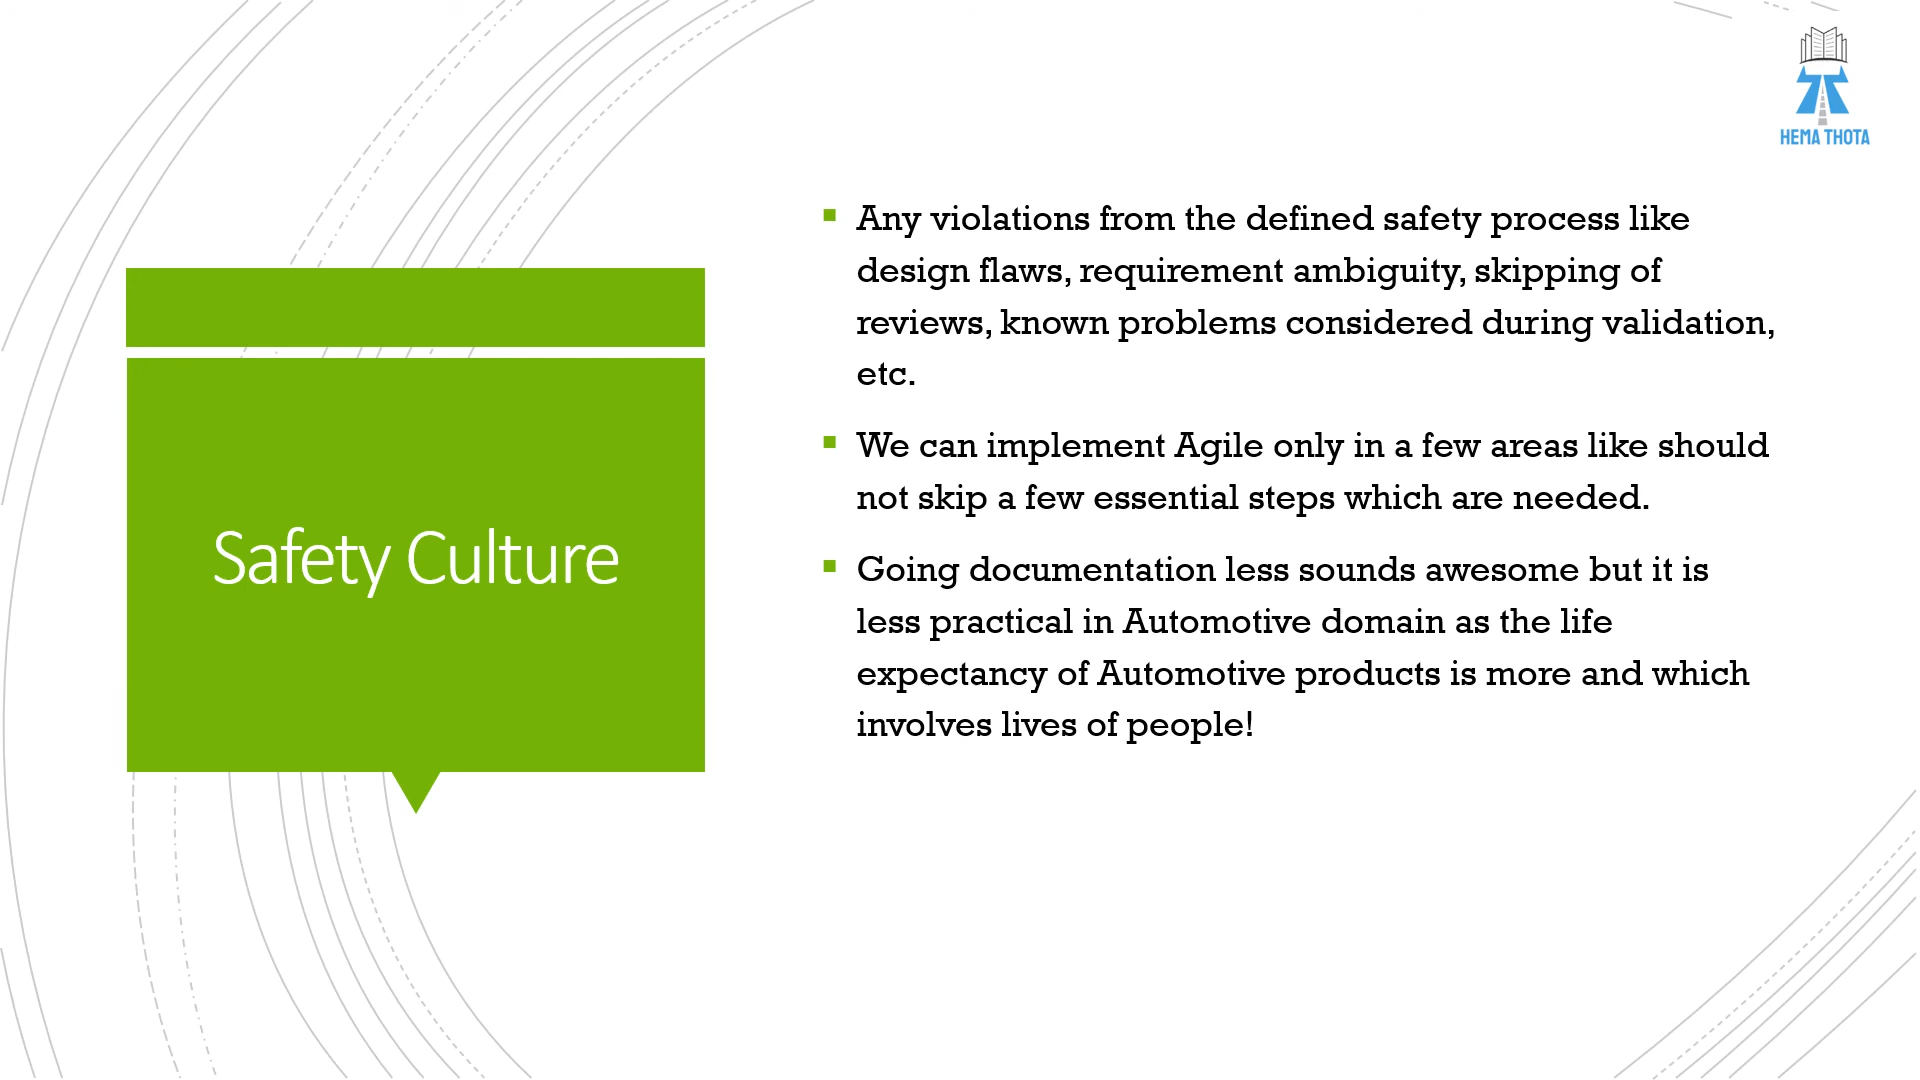 HEMA THOTA
Safety Culture
Any violations from the defined safety process like
design flaws, requirement ambiguity, skipping of
reviews, known problems considered during validation,
etc.
We can implement Agile only in a few areas like should
not skip a few essential steps which are needed.
Going documentation less sounds awesome but it is
less practical in Automotive domain as the life
expectancy of Automotive products is more and which
involves lives of people!